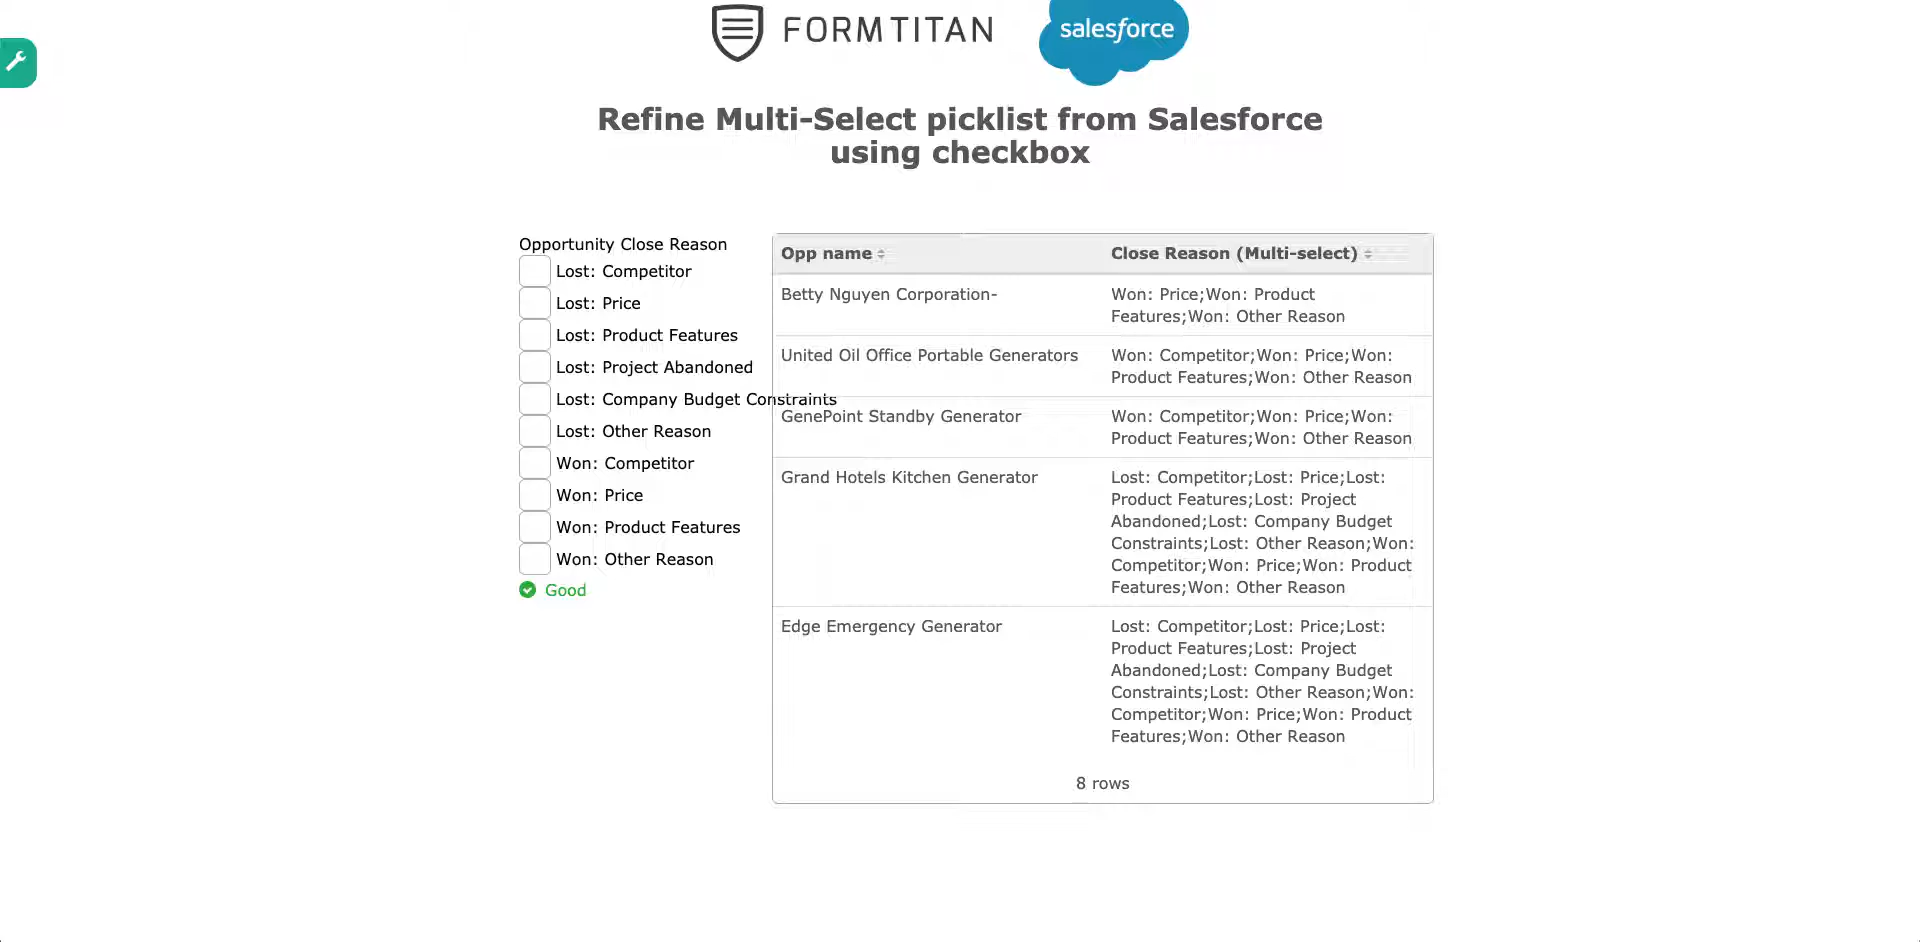 FORMTITAN
salesforce
Refine Multi-Select picklist from Salesforce
using checkbox
Opportunity Close Reason
Lost: Competitor
Lost: Price
Lost: Product Features
Lost: Project Abandoned
Lost: Company Budget Constraints
Lost: Other Reason
Won: Competitor
Won: Price
Won: Product Features
Won: Other Reason
Good
Opp name
Close Reason (Multi-select)
Betty Nguyen Corporation-
Won: Price;Won: Product
Features;Won: Other Reason
United Oil Office Portable Generators
Won: Competitor;Won: Price;Won:
Product Features;Won: Other Reason
GenePoint Standby Generator
Won: Competitor;Won: Price;Won:
Product Features;Won: Other Reason
Grand Hotels Kitchen Generator
Lost: Competitor;Lost: Price;Lost:
Product Features;Lost: Project
Abandoned;Lost: Company Budget
Constraints;Lost: Other Reason;Won:
Competitor;Won: Price;Won: Product
Features;Won: Other Reason
Edge Emergency Generator
Lost: Competitor;Lost: Price;Lost:
Product Features;Lost: Project
Abandoned;Lost: Company Budget
Constraints;Lost: Other Reason;Won:
Competitor;Won: Price;Won: Product
Features;Won: Other Reason
8 rows